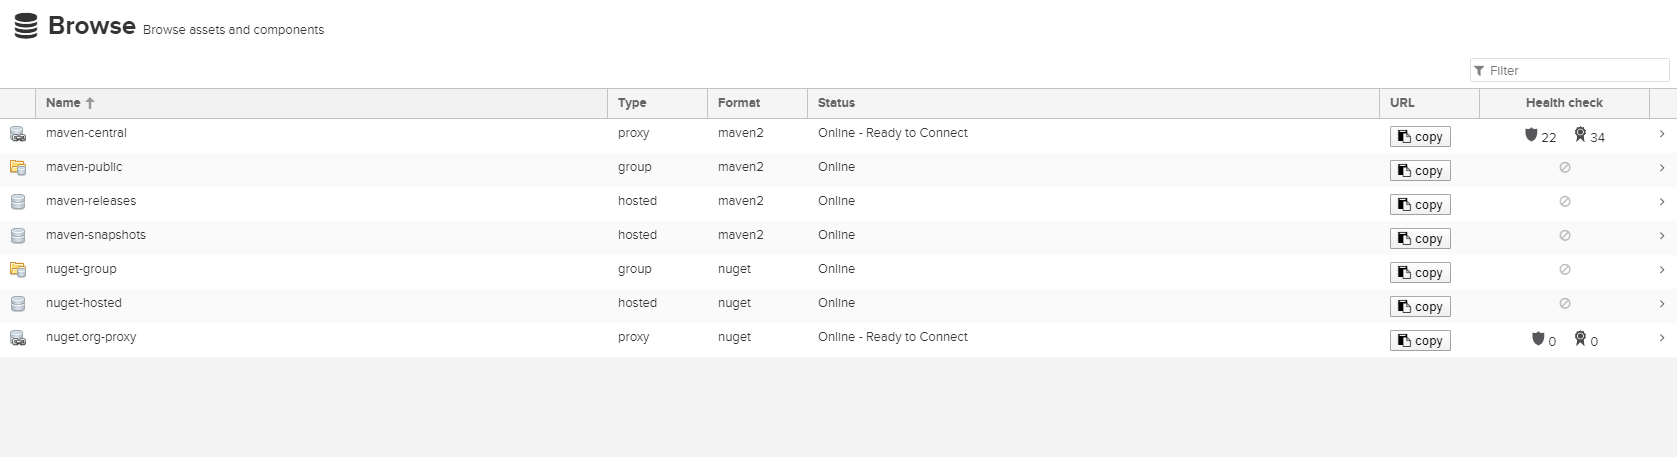 Browse Browse assets and components
Filter
Name Type Format Status URL Health check
maven-central proxy maven2 Online - Ready to Connect copy 22 34
maven-public group maven2 Online copy
maven-releases hosted maven2 Online copy
maven-snapshots hosted maven2 Online copy
nuget-group group nuget Online copy
nuget-hosted hosted nuget Online copy
nuget.org-proxy proxy nuget Online - Ready to Connect copy 0 0